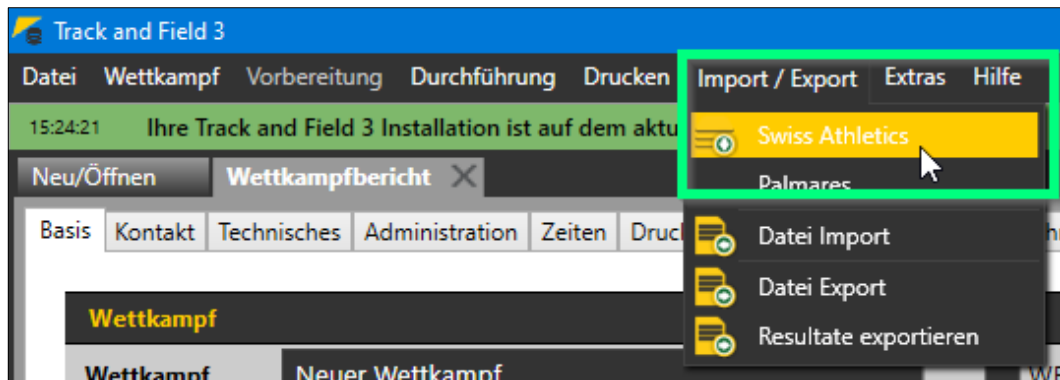 Track and Field 3
Datei Wettkampf Vorbereitung Durchführung Drucken Import / Export Extras Hilfe
15:24:21 Ihre Track and Field 3 Installation ist auf dem aktu
Swiss Athletics
Neu/Öffnen Wettkampfbericht
Palmares
Basis Kontakt Technisches Administration Zeiten Druc
Datei Import
Datei Export
Wettkampf
Resultate exportieren
Wettkampf Neuer Wettkampf